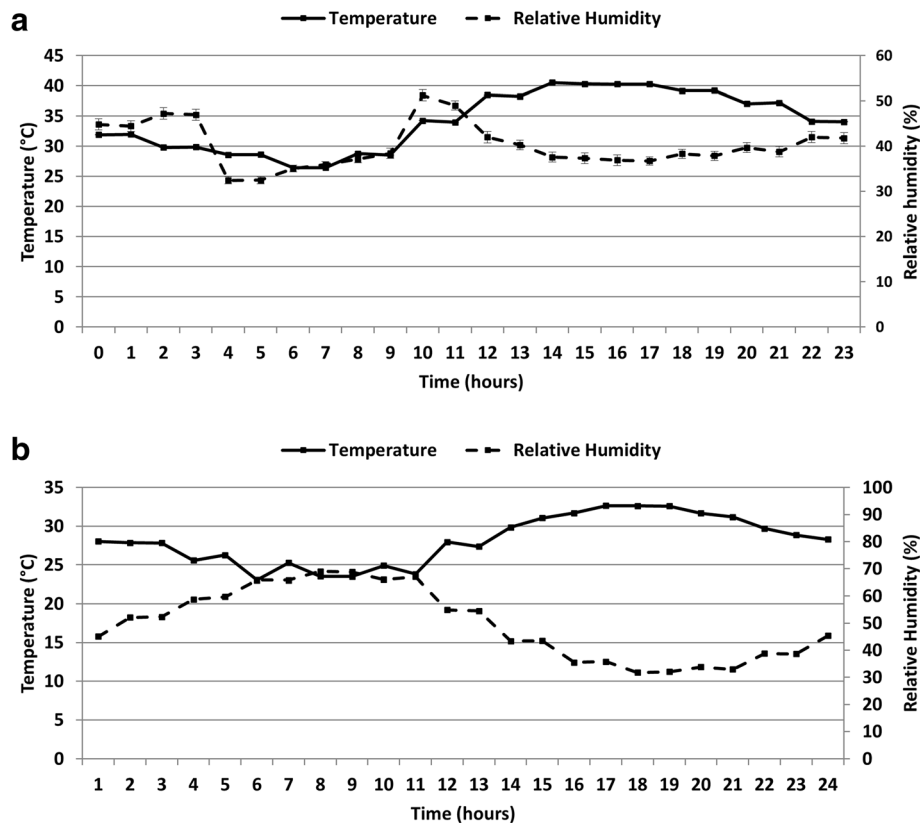 a
Temperature Relative Humidity
45 60
40 50
35
30 40
25 30
20
15 20
10 10
5
0 0
Temperature (°C)
Relative humidity (%)
0 1 2 3 4 5 6 7 8 9 10 11 12 13 14 15 16 17 18 19 20 21 22 23
Time (hours)
b
Temperature Relative Humidity
35 100
30 90
25 80
20 70
15 60
10 50
5 40
0 30
20
10
0
Temperature (°C)
Relative Humidity (%)
1 2 3 4 5 6 7 8 9 10 11 12 13 14 15 16 17 18 19 20 21 22 23 24
Time (hours)